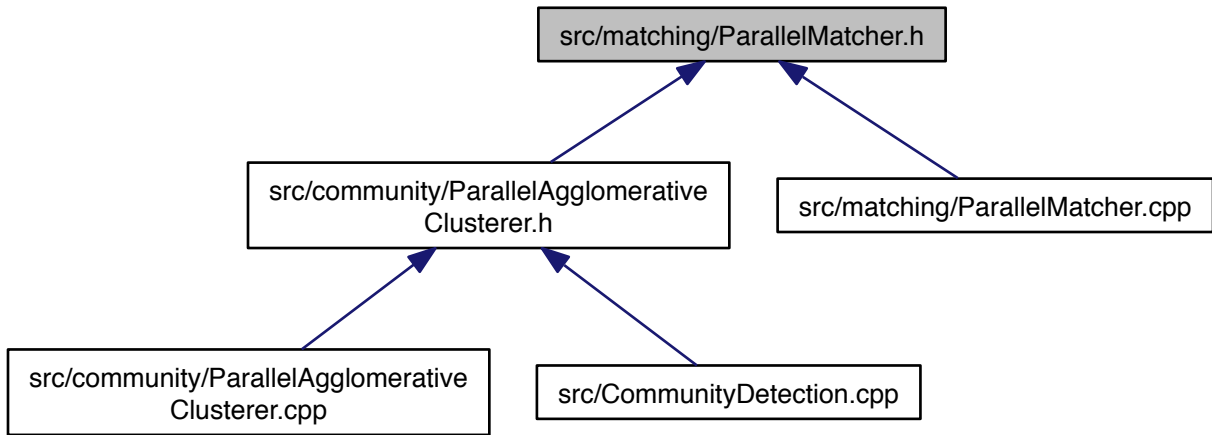 src/matching/ParallelMatcher.h
src/community/ParallelAgglomerative
Clusterer.h
src/matching/ParallelMatcher.cpp
src/community/ParallelAgglomerative
Clusterer.cpp
src/CommunityDetection.cpp